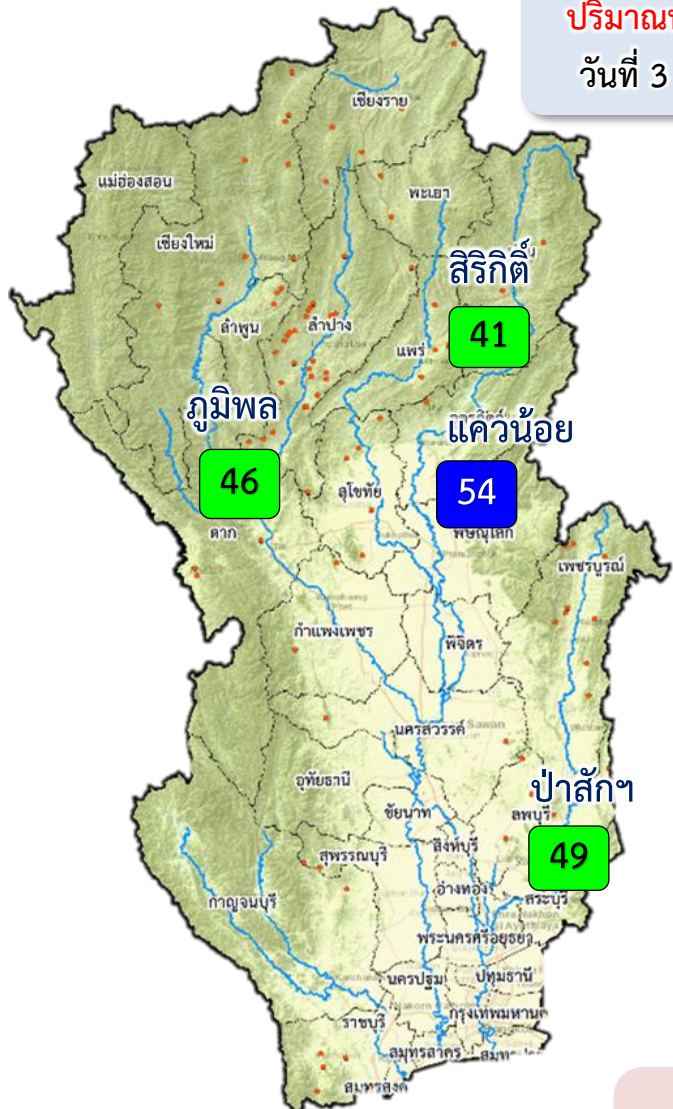 วันที่ 3
เชียงราย
แม่ฮ่องสอน
พะเยา
เชียงใหม่
สิริกิติ์
41
ลำพูน
ลำปาง
แพร่
ภูมิพล
46
แควน้อย
54
สุโขทัย
ตาก
พิษณุโลก
เพชรบูรณ์
กำแพงเพชร
พิจิตร
นครสวรรค์
Sawan
อุทัยธานี
ป่าสักฯ
49
ชัยนาท
ลพบุรี
สิงห์บุรี
สุพรรณบุรี
อ่างทอง
สระบุรี
กาญจนบุรี
พระนครศรีอยุธยา
นครปฐม
ปทุมธานี
ราชบุรี
กรุงเทพมหานค
สมุทรสาคร
สมุทรสงค